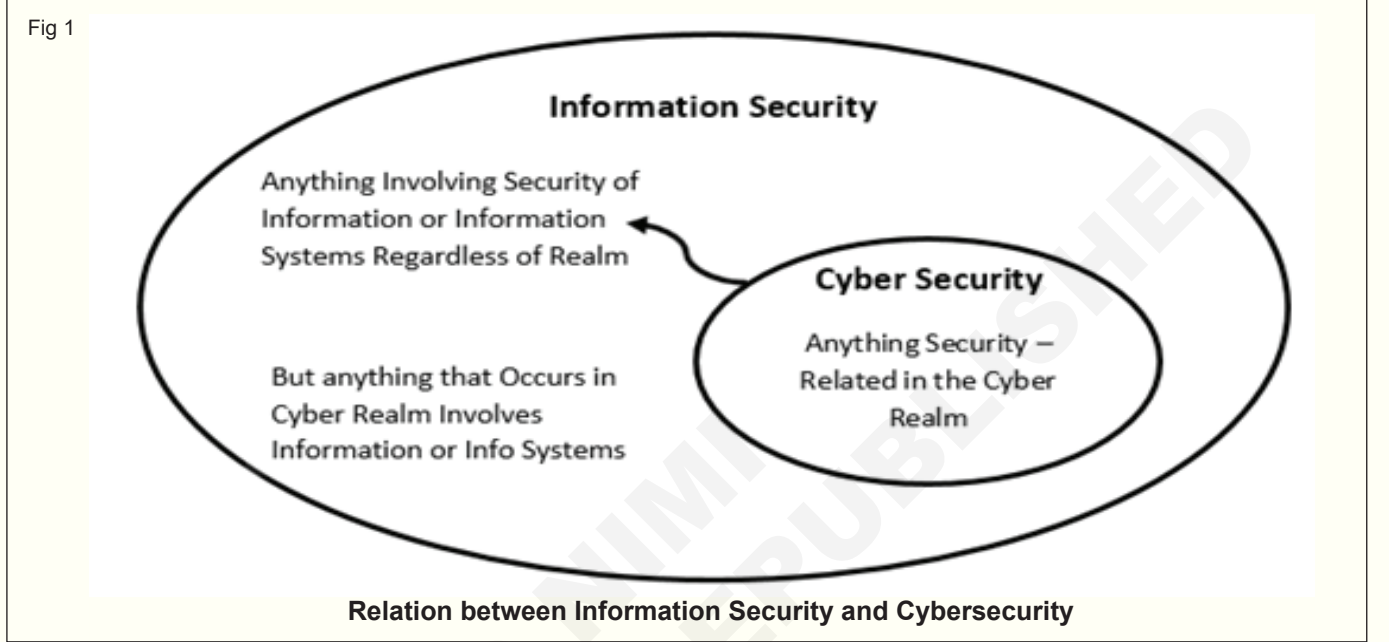 Fig 1
Information Security
Anything Involving Security of
Information or Information
Systems Regardless of Realm
But anything that Occurs in
Cyber Realm Involves
Information or Info Systems
Cyber Security
Anything Security –
Related in the Cyber
Realm
Relation between Information Security and Cybersecurity